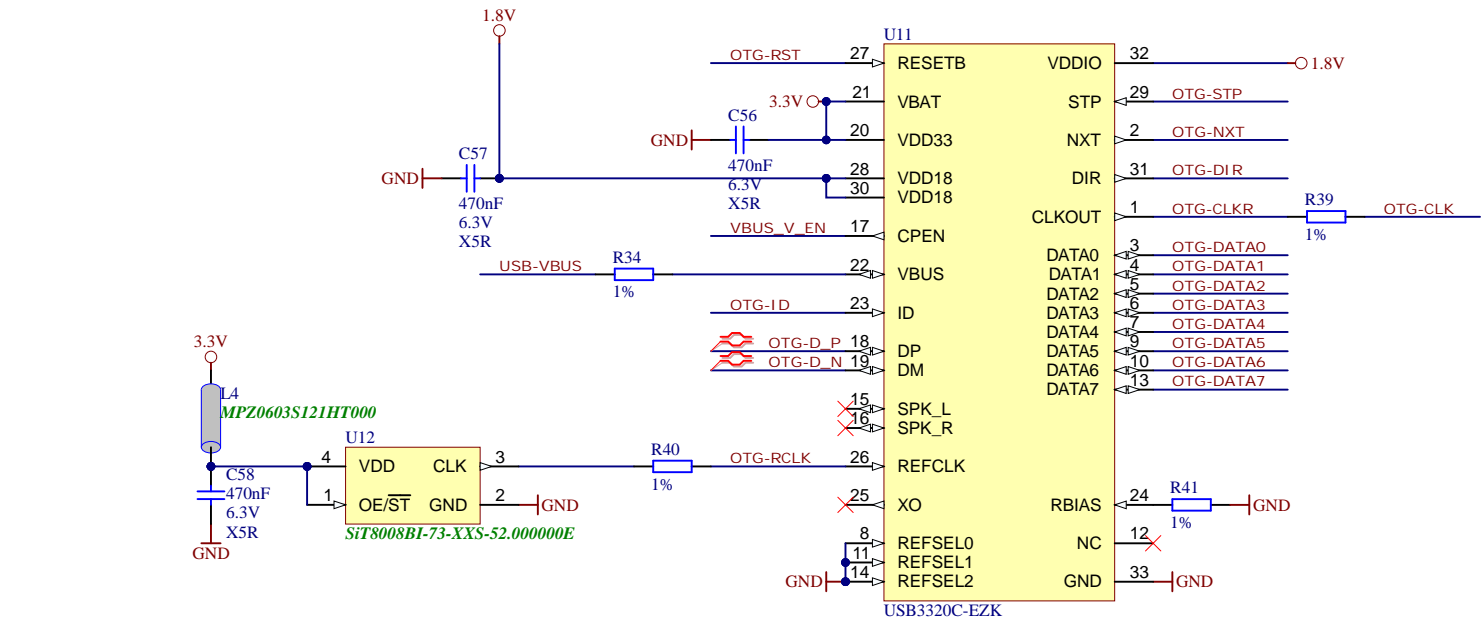 1.8V
U11
OTG-RST
27
RESETB
VDDIO
32
1.8V
3.3V
21
VBAT
STP
29
OTG-STP
C56
GND
470nF
6.3V
X5R
20
VDD33
NXT
2
OTG-NXT
C57
GND
470nF
6.3V
X5R
28
VDD18
30
VDD18
DIR
31
OTG-DIR
CLKOUT
1
OTG-CLKR
R39
1%
OTG-CLK
VBUS_V_EN
17
CPEN
USB-VBUS
R34
1%
22
VBUS
OTG-ID
23
ID
OTG-D_P
18
DP
OTG-D_N
19
DM
DATA0
3
OTG-DATA0
DATA1
4
OTG-DATA1
DATA2
5
OTG-DATA2
DATA3
6
OTG-DATA3
DATA4
7
OTG-DATA4
DATA5
9
OTG-DATA5
DATA6
10
OTG-DATA6
DATA7
13
OTG-DATA7
15
SPK_L
16
SPK_R
3.3V
L4
MPZ0603S121HT000
U12
4
VDD
CLK
3
1
OE/ST
GND
2
GND
SiT8008BI-73-XXS-52.000000E
C58
470nF
6.3V
X5R
GND
R40
1%
OTG-RCLK
26
REFCLK
25
XO
RBIAS
24
R41
1%
GND
8
REFSEL0
11
REFSEL1
GND
14
REFSEL2
NC
12
GND
33
GND
USB3320C-EZK